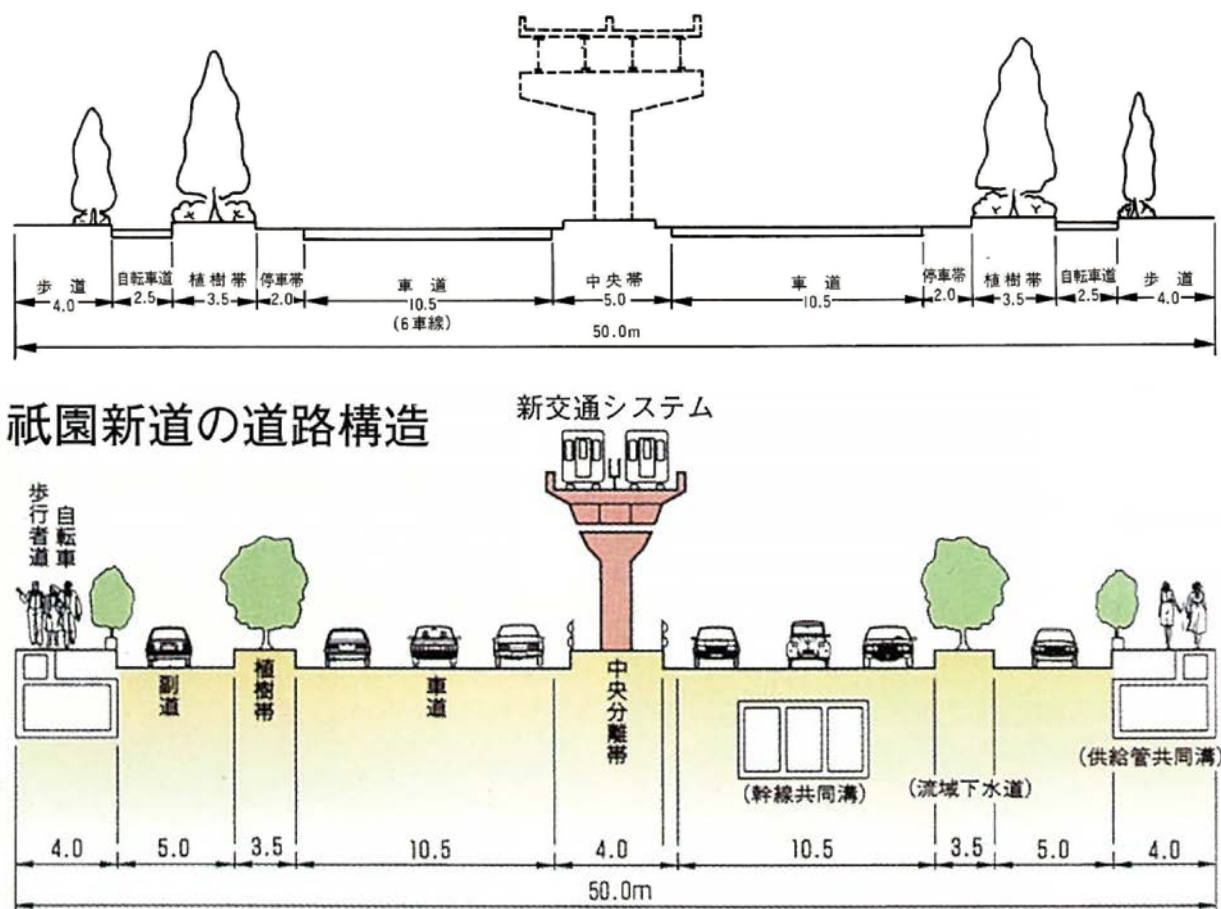 歩道 自転車道 植樹帯 停車帯 車道 中央帯 車道 停車帯 植樹帯 自転車道 歩道
4.0 2.5 3.5 2.0 10.5 5.0 10.5 2.0 3.5 2.5 4.0
(6車線)
50.0m
祇園新道の道路構造
新交通システム
自転車
歩行者道
副道
植樹帯
車道
中央分離帯
(幹線共同溝)
(流域下水道)
(供給管共同溝)
4.0 5.0 3.5 10.5 4.0 10.5 3.5 5.0 4.0
50.0m